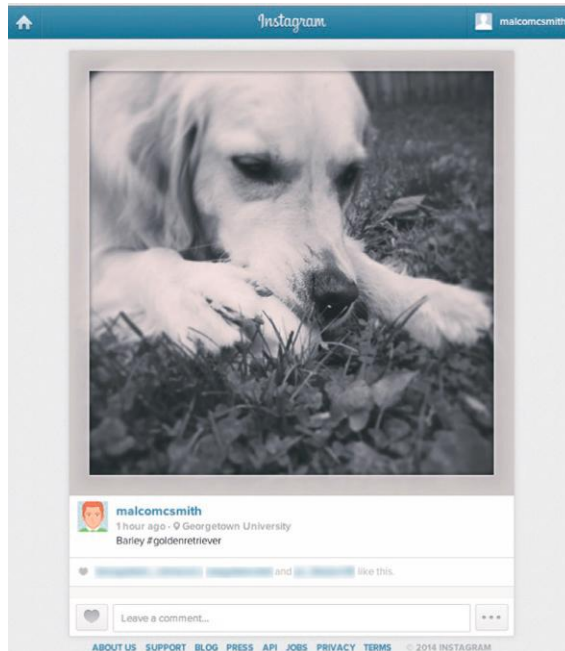 Instagram
malcomcsmith
malcomcsmith
1 hour ago - Georgetown University
Barley #goldenretriever
and like this.
Leave a comment...
ABOUT US SUPPORT BLOG PRESS API JOBS PRIVACY TERMS © 2014 INSTAGRAM